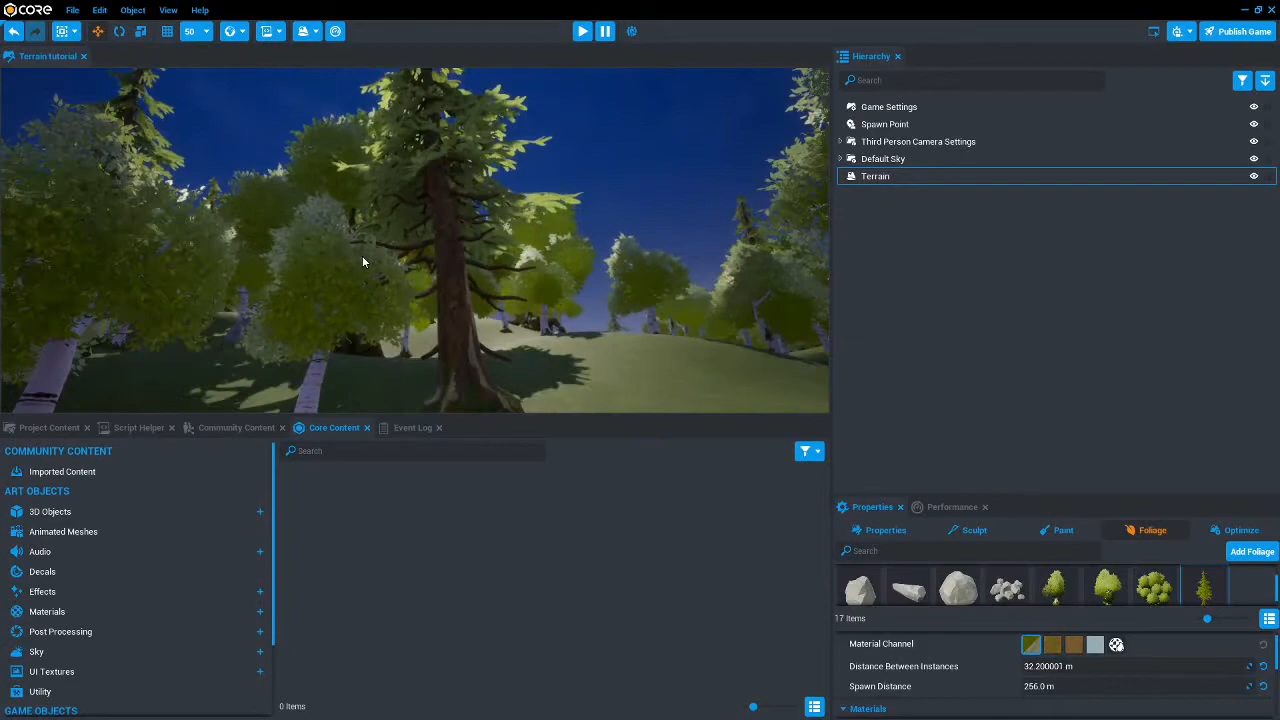 CORE File Edit Object View Help
50 Publish Game
Terrain tutorial
Hierarchy
Search
Game Settings
Spawn Point
Third Person Camera Settings
Default Sky
Terrain
Project Content Script Helper Community Content Core Content Event Log
COMMUNITY CONTENT
Search
Imported Content
ART OBJECTS
3D Objects
Animated Meshes
Audio
Decals
Effects
Materials
Post Processing
Sky
UI Textures
Utility
GAME OBJECTS
0 Items
Properties Performance
Properties Sculpt Paint Foliage Optimize
Search Add Foliage
17 Items
Material Channel
Distance Between Instances 32.200001 m
Spawn Distance 256.0 m
Materials